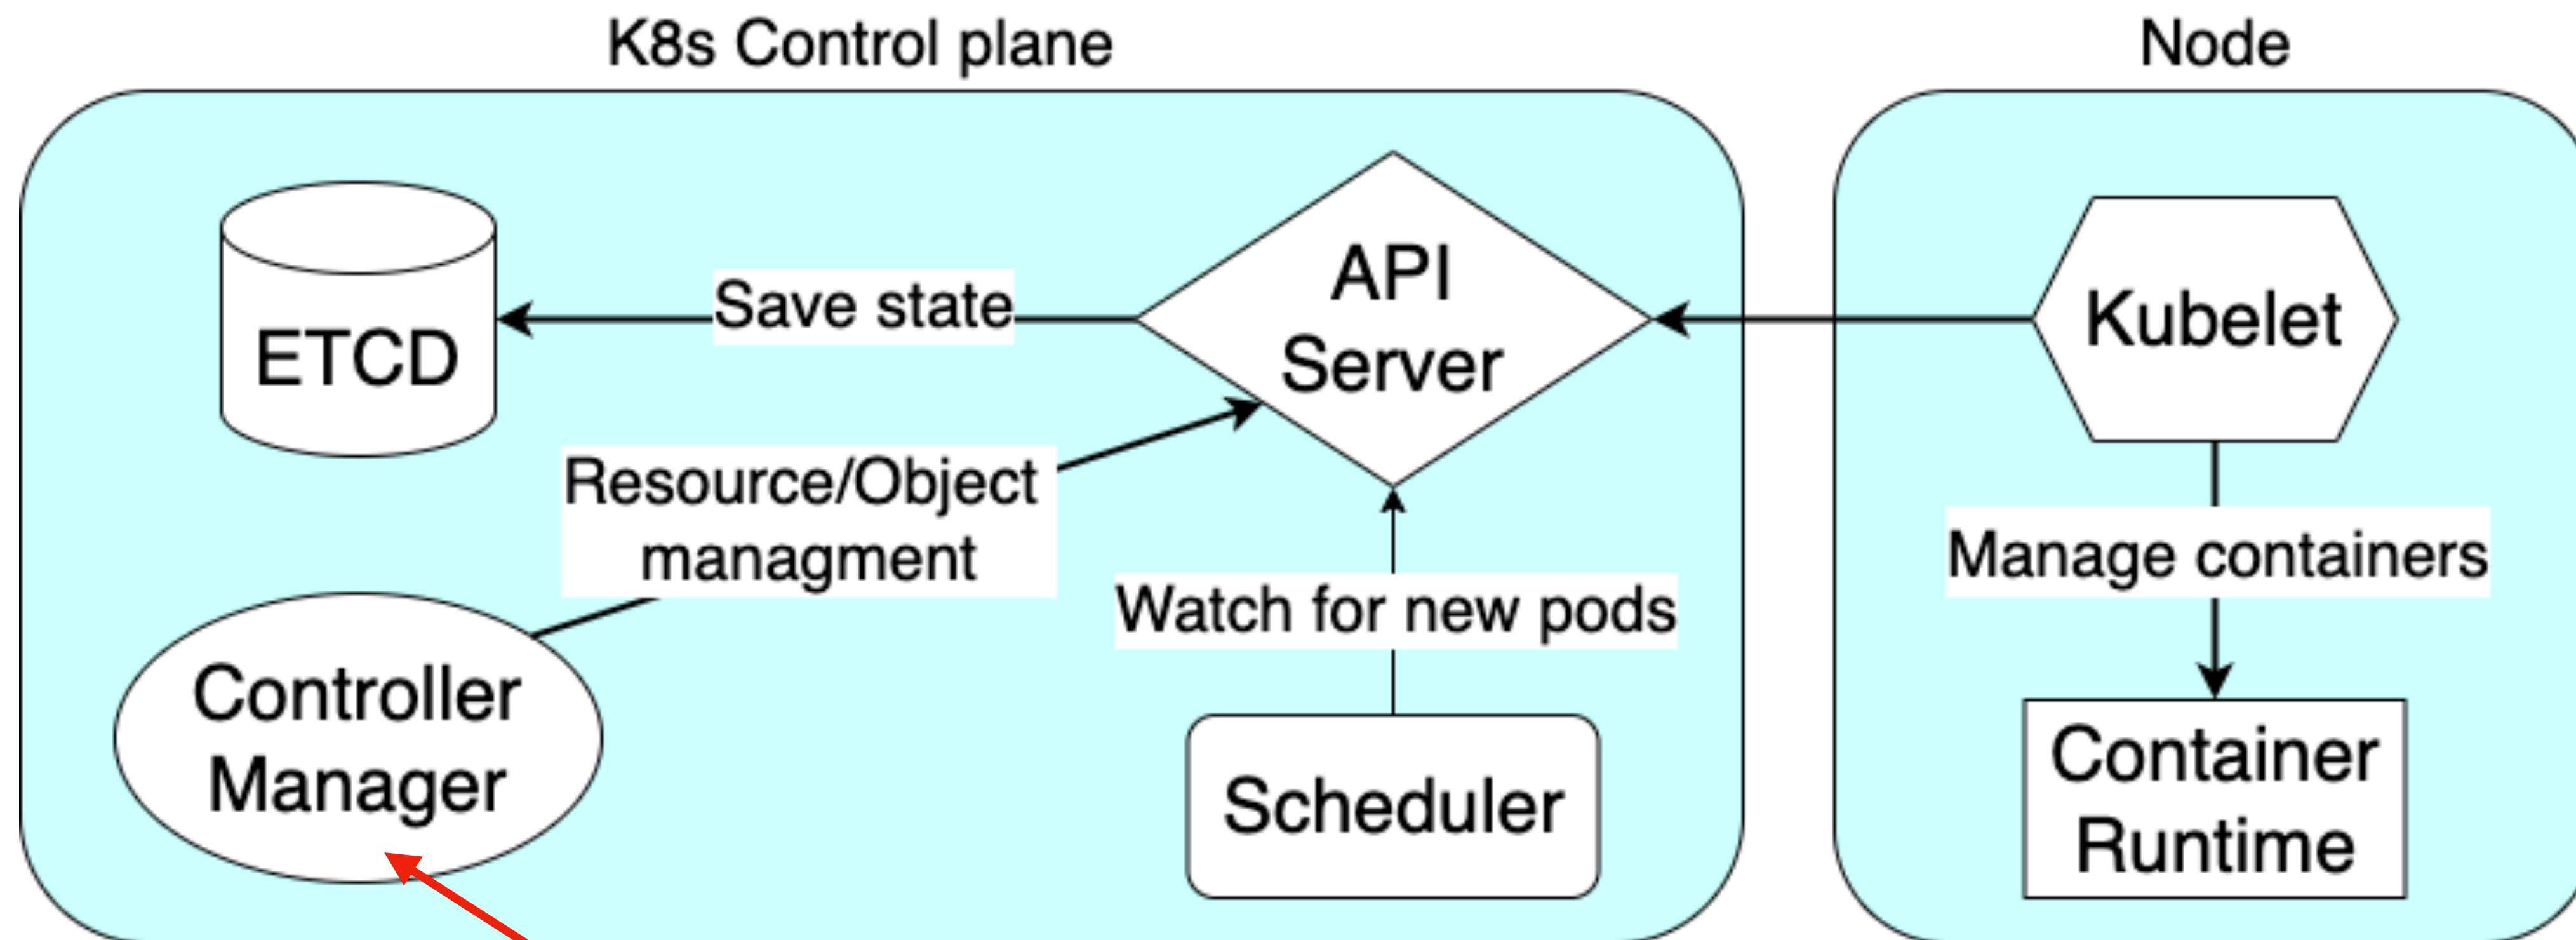 K8s Control plane
Node
ETCD
Save state
API
Server
Kubelet
Resource/Object
managment
Watch for new pods
Manage containers
Controller
Manager
Scheduler
Container
Runtime